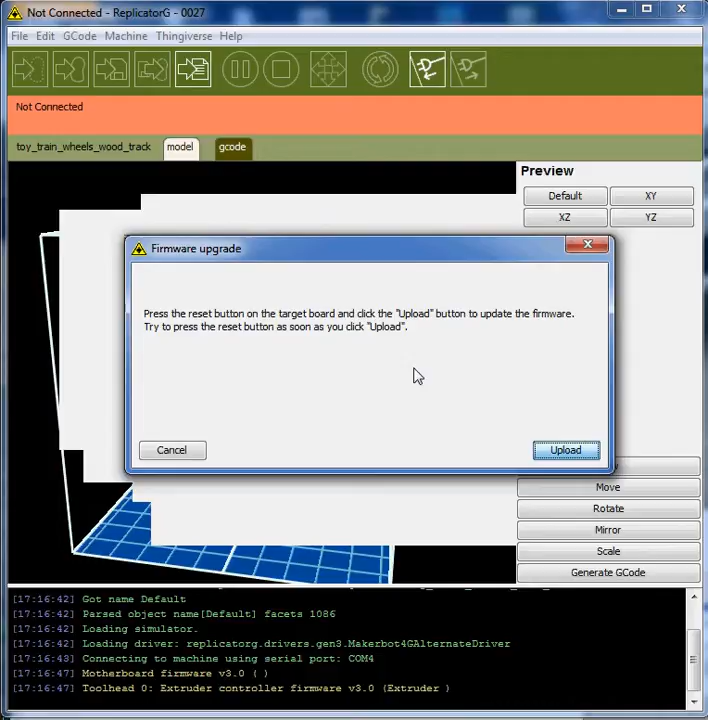 Not Connected - ReplicatorG - 0027
File Edit GCode Machine Thingiverse Help
Not Connected
toy_train_wheels_wood_track model gcode
Preview
Default XY
XZ YZ
Firmware upgrade
Press the reset button on the target board and click the "Upload" button to update the firmware.
Try to press the reset button as soon as you click "Upload".
Cancel Upload
Move
Rotate
Mirror
Scale
Generate GCode
[17:16:42] Got name Default
[17:16:42] Parsed object name[Default] facets 1086
[17:16:42] Loading simulator.
[17:16:42] Loading driver: replicatorg.drivers.gen3.Makerbot4GAlternateDriver
[17:16:43] Connecting to machine using serial port: COM4
[17:16:47] Motherboard firmware v3.0 ( )
[17:16:47] Toolhead 0: Extruder controller firmware v3.0 (Extruder )